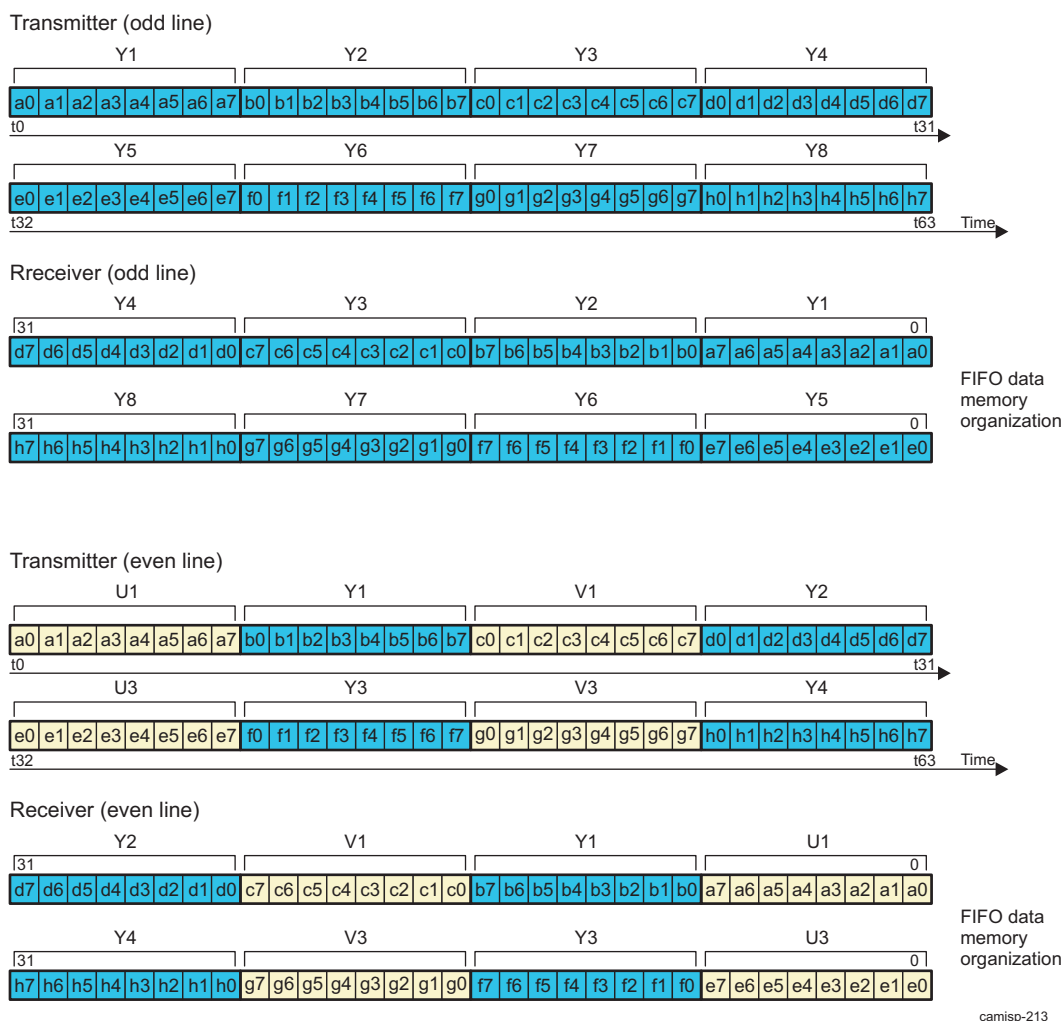 Transmitter (odd line)
Y1 Y2 Y3 Y4
a0 a1 a2 a3 a4 a5 a6 a7 b0 b1 b2 b3 b4 b5 b6 b7 c0 c1 c2 c3 c4 c5 c6 c7 d0 d1 d2 d3 d4 d5 d6 d7
t0 t31
Y5 Y6 Y7 Y8
e0 e1 e2 e3 e4 e5 e6 e7 f0 f1 f2 f3 f4 f5 f6 f7 g0 g1 g2 g3 g4 g5 g6 g7 h0 h1 h2 h3 h4 h5 h6 h7
t32 t63 Time
Rreceiver (odd line)
Y4 Y3 Y2 Y1
31 0
d7 d6 d5 d4 d3 d2 d1 d0 c7 c6 c5 c4 c3 c2 c1 c0 b7 b6 b5 b4 b3 b2 b1 b0 a7 a6 a5 a4 a3 a2 a1 a0
FIFO data
memory
organization
Y8 Y7 Y6 Y5
31 0
h7 h6 h5 h4 h3 h2 h1 h0 g7 g6 g5 g4 g3 g2 g1 g0 f7 f6 f5 f4 f3 f2 f1 f0 e7 e6 e5 e4 e3 e2 e1 e0
Transmitter (even line)
U1 Y1 V1 Y2
a0 a1 a2 a3 a4 a5 a6 a7 b0 b1 b2 b3 b4 b5 b6 b7 c0 c1 c2 c3 c4 c5 c6 c7 d0 d1 d2 d3 d4 d5 d6 d7
t0 t31
U3 Y3 V3 Y4
e0 e1 e2 e3 e4 e5 e6 e7 f0 f1 f2 f3 f4 f5 f6 f7 g0 g1 g2 g3 g4 g5 g6 g7 h0 h1 h2 h3 h4 h5 h6 h7
t32 t63 Time
Receiver (even line)
Y2 V1 Y1 U1
31 0
d7 d6 d5 d4 d3 d2 d1 d0 c7 c6 c5 c4 c3 c2 c1 c0 b7 b6 b5 b4 b3 b2 b1 b0 a7 a6 a5 a4 a3 a2 a1 a0
FIFO data
memory
organization
Y4 V3 Y3 U3
31 0
h7 h6 h5 h4 h3 h2 h1 h0 g7 g6 g5 g4 g3 g2 g1 g0 f7 f6 f5 f4 f3 f2 f1 f0 e7 e6 e5 e4 e3 e2 e1 e0
camisp-213